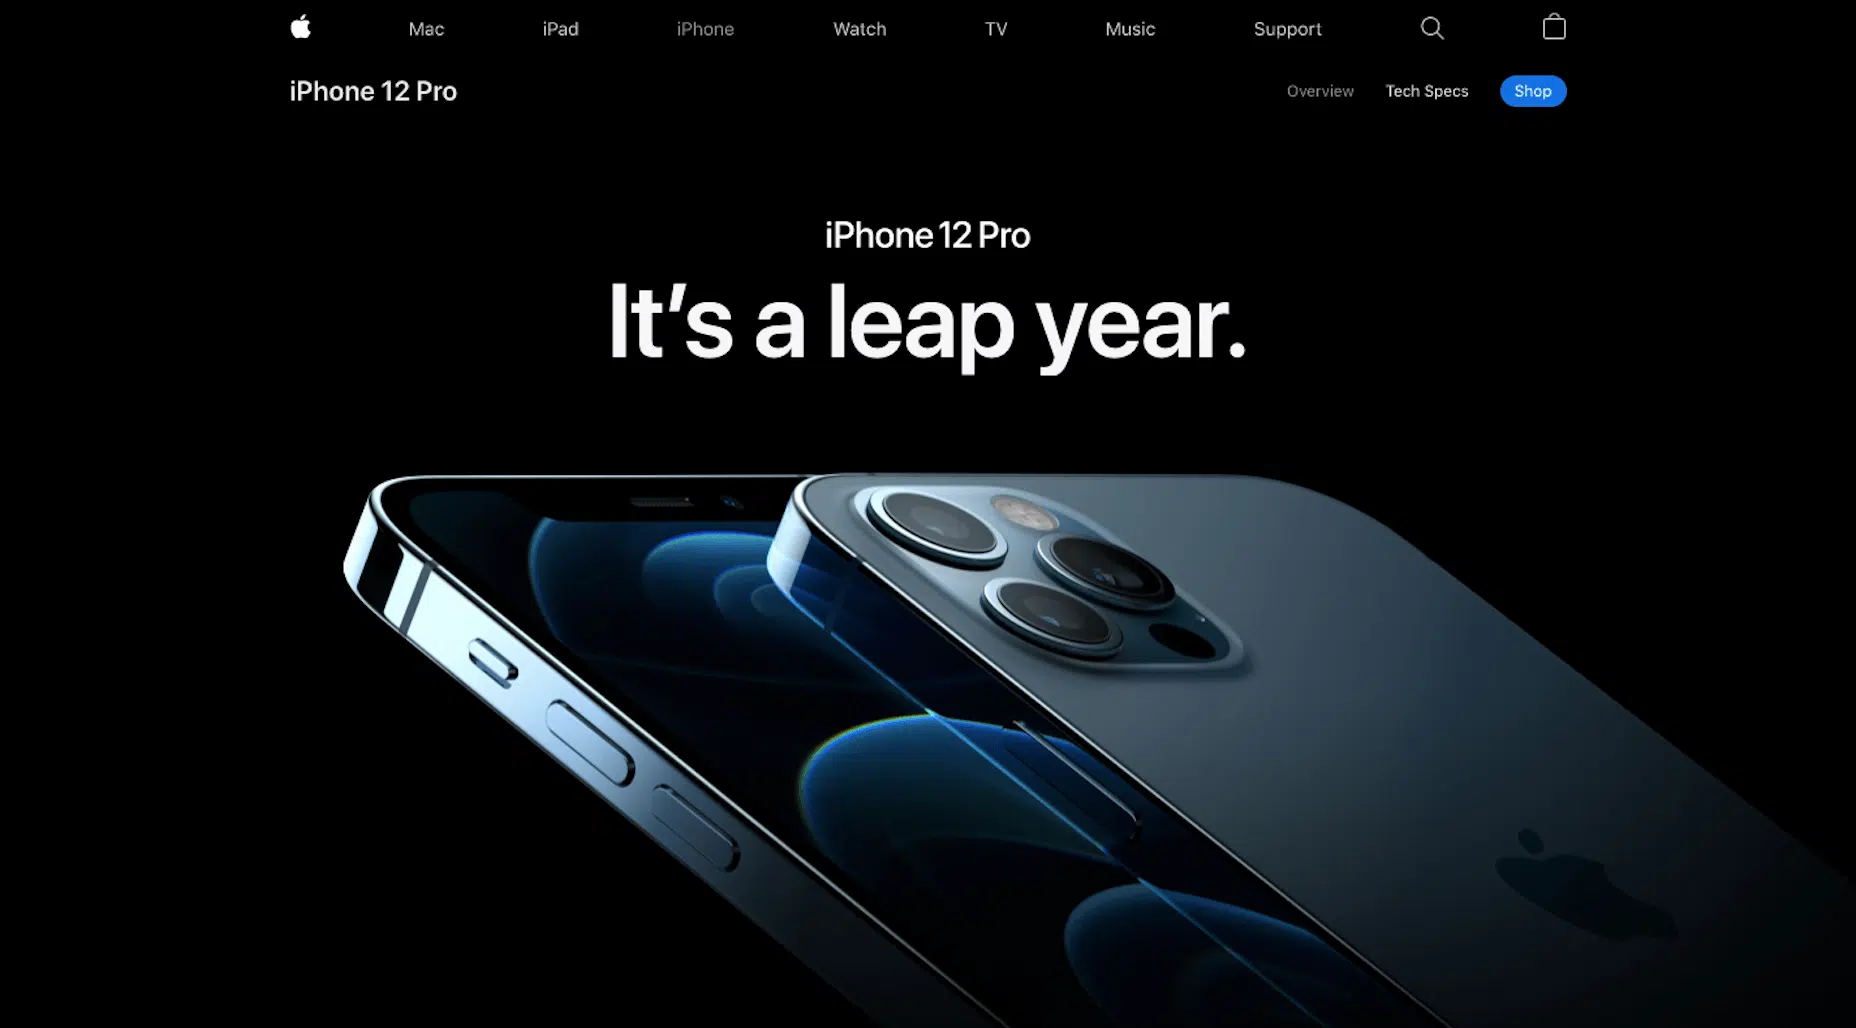 Mac iPad iPhone Watch TV Music Support
iPhone 12 Pro Overview Tech Specs Shop
iPhone 12 Pro
It’s a leap year.